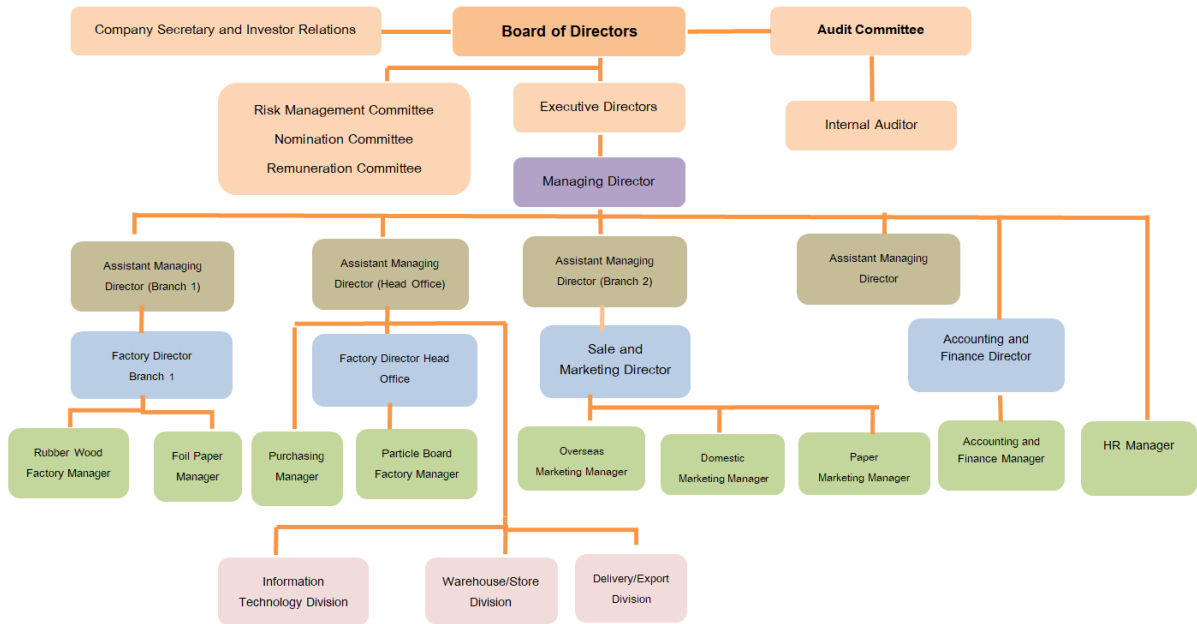 Company Secretary and Investor Relations
Board of Directors
Audit Committee
Risk Management Committee
Nomination Committee
Remuneration Committee
Executive Directors
Internal Auditor
Managing Director
Assistant Managing
Director (Branch 1)
Assistant Managing
Director (Head Office)
Assistant Managing
Director (Branch 2)
Assistant Managing
Director
Factory Director
Branch 1
Factory Director Head
Office
Sale and
Marketing Director
Accounting and
Finance Director
Rubber Wood
Factory Manager
Foil Paper
Manager
Purchasing
Manager
Particle Board
Factory Manager
Overseas
Marketing Manager
Domestic
Marketing Manager
Paper
Marketing Manager
Accounting and
Finance Manager
HR Manager
Information
Technology Division
Warehouse/Store
Division
Delivery/Export
Division